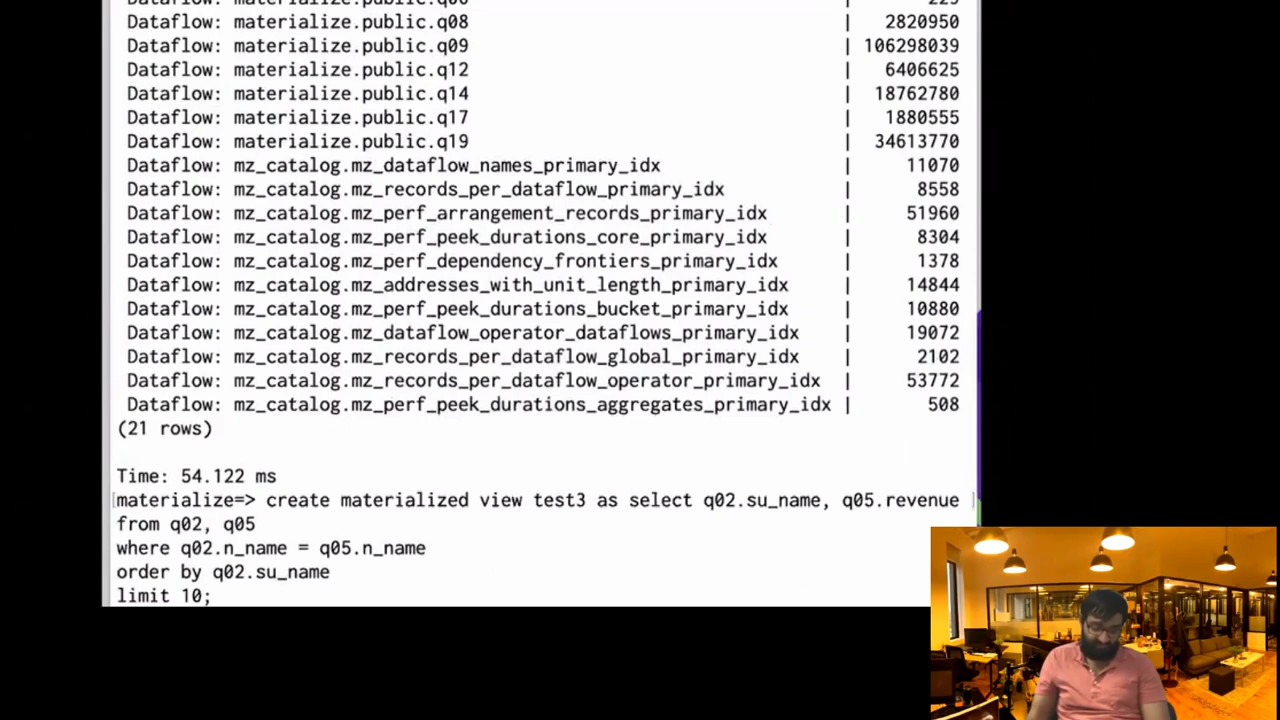 Dataflow: materialize.public.q06 | 225
Dataflow: materialize.public.q08 | 2820950
Dataflow: materialize.public.q09 | 106298039
Dataflow: materialize.public.q12 | 6406625
Dataflow: materialize.public.q14 | 18762780
Dataflow: materialize.public.q17 | 1880555
Dataflow: materialize.public.q19 | 34613770
Dataflow: mz_catalog.mz_dataflow_names_primary_idx | 11070
Dataflow: mz_catalog.mz_records_per_dataflow_primary_idx | 8558
Dataflow: mz_catalog.mz_perf_arrangement_records_primary_idx | 51960
Dataflow: mz_catalog.mz_perf_peek_durations_core_primary_idx | 8304
Dataflow: mz_catalog.mz_perf_dependency_frontiers_primary_idx | 1378
Dataflow: mz_catalog.mz_addresses_with_unit_length_primary_idx | 14844
Dataflow: mz_catalog.mz_perf_peek_durations_bucket_primary_idx | 10880
Dataflow: mz_catalog.mz_dataflow_operator_dataflows_primary_idx | 19072
Dataflow: mz_catalog.mz_records_per_dataflow_global_primary_idx | 2102
Dataflow: mz_catalog.mz_records_per_dataflow_operator_primary_idx | 53772
Dataflow: mz_catalog.mz_perf_peek_durations_aggregates_primary_idx | 508
(21 rows)
Time: 54.122 ms
[materialize=> create materialized view test3 as select q02.su_name, q05.revenue ]
from q02, q05
where q02.n_name = q05.n_name
order by q02.su_name
limit 10;